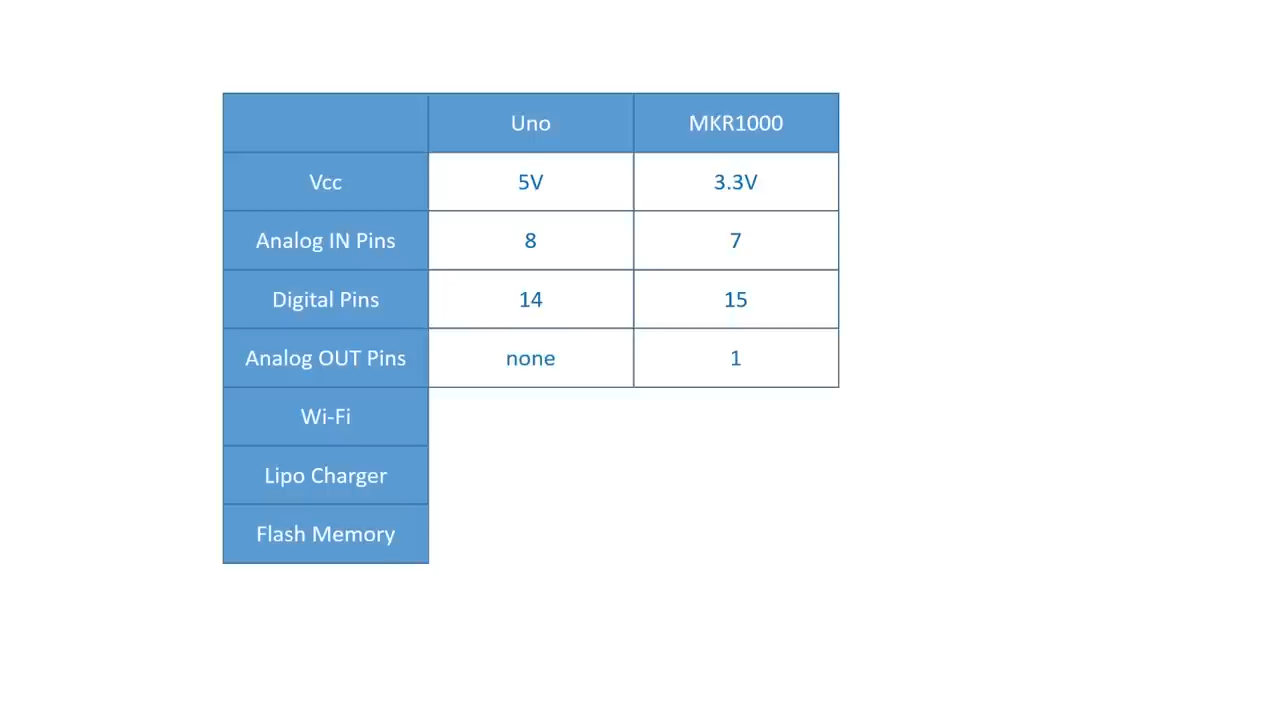 Uno MKR1000
Vcc 5V 3.3V
Analog IN Pins 8 7
Digital Pins 14 15
Analog OUT Pins none 1
Wi-Fi
Lipo Charger
Flash Memory